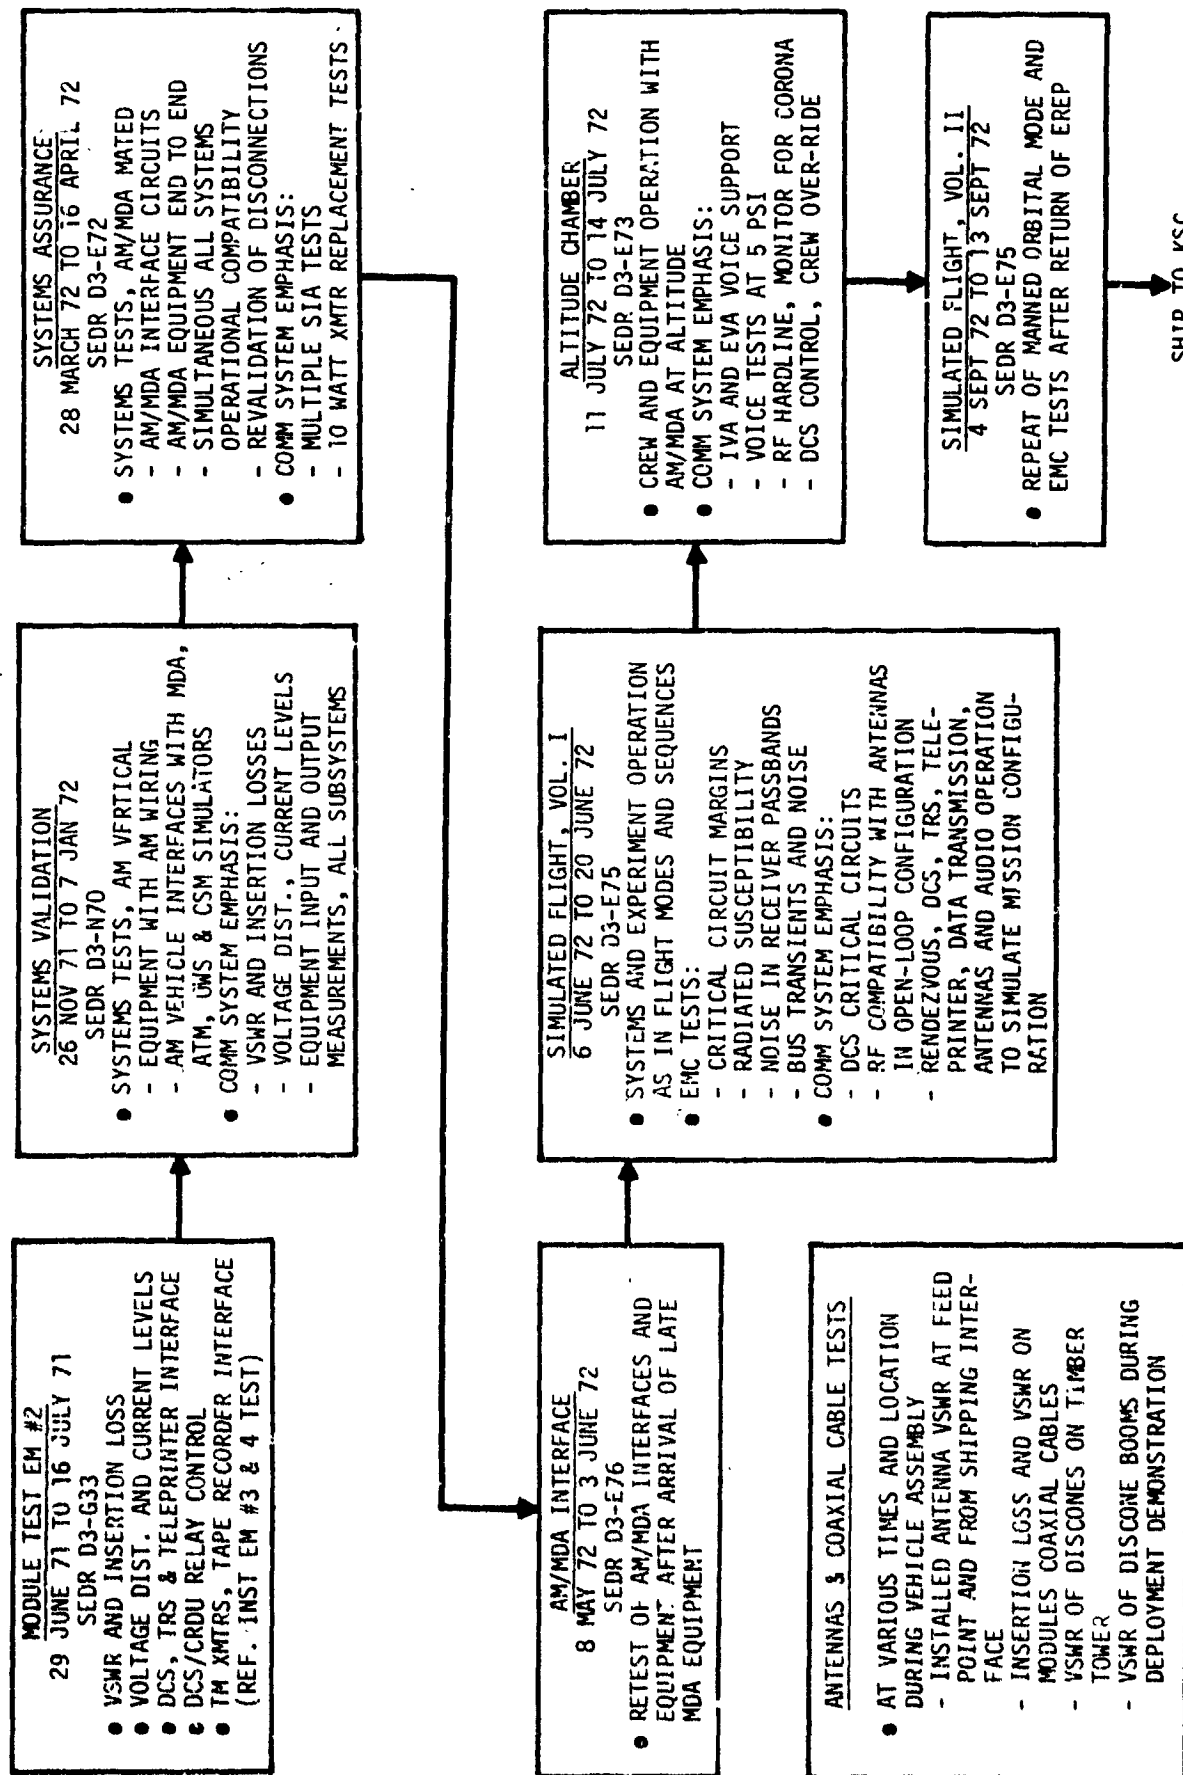 MODULE TEST EM #2
29 JUNE 71 TO 16 JULY 71
SEDR D3-G33
● VSWR AND INSERTION LOSS
● VOLTAGE DIST. AND CURRENT LEVELS
● DCS, TRS & TELEPRINTER INTERFACE
● DCS/CRDU RELAY CONTROL
● TM XMTRS, TAPE RECORDER INTERFACE
(REF. INST EM #3 & 4 TEST)
SYSTEMS VALIDATION
26 NOV 71 TO 7 JAN 72
SEDR D3-N70
● SYSTEMS TESTS, AM VERTICAL
- EQUIPMENT WITH AM WIRING
- AM VEHICLE INTERFACES WITH MDA,
ATM, OWS & CSM SIMULATORS
● COMM SYSTEM EMPHASIS:
- VSWR AND INSERTION LOSSES
- VOLTAGE DIST., CURRENT LEVELS
- EQUIPMENT INPUT AND OUTPUT
MEASUREMENTS, ALL SUBSYSTEMS
SYSTEMS ASSURANCE
28 MARCH 72 TO 16 APRIL 72
SEDR D3-E72
● SYSTEMS TESTS, AM/MDA MATED
- AM/MDA INTERFACE CIRCUITS
- AM/MDA EQUIPMENT END TO END
- SIMULTANEOUS ALL SYSTEMS
OPERATIONAL COMPATIBILITY
- REVALIDATION OF DISCONNECTIONS
● COMM SYSTEM EMPHASIS:
- MULTIPLE SIA TESTS
- 10 WATT XMTR REPLACEMENT TESTS
AM/MDA INTERFACE
8 MAY 72 TO 3 JUNE 72
SEDR D3-E76
● RETEST OF AM/MDA INTERFACES AND
EQUIPMENT AFTER ARRIVAL OF LATE
MDA EQUIPMENT
SIMULATED FLIGHT, VOL. I
6 JUNE 72 TO 20 JUNE 72
SEDR D3-E75
● SYSTEMS AND EXPERIMENT OPERATION
AS IN FLIGHT MODES AND SEQUENCES
● EMC TESTS:
- CRITICAL CIRCUIT MARGINS
- RADIATED SUSCEPTIBILITY
- NOISE IN RECEIVER PASSBANDS
- BUS TRANSIENTS AND NOISE
● COMM SYSTEM EMPHASIS:
- DCS CRITICAL CIRCUITS
- RF COMPATIBILITY WITH ANTENNAS
IN OPEN-LOOP CONFIGURATION
- RENDEZVOUS, DCS, TRS, TELE-
PRINTER, DATA TRANSMISSION,
ANTENNAS AND AUDIO OPERATION
TO SIMULATE MISSION CONFIGU-
RATION
ALTITUDE CHAMBER
11 JULY 72 TO 14 JULY 72
SEDR D3-E73
● CREW AND EQUIPMENT OPERATION WITH
AM/MDA AT ALTITUDE
● COMM SYSTEM EMPHASIS:
- IVA AND EVA VOICE SUPPORT
- VOICE TESTS AT 5 PSI
- RF HARDLINE, MONITOR FOR CORONA
- DCS CONTROL, CREW OVER-RIDE
ANTENNAS & COAXIAL CABLE TESTS
● AT VARIOUS TIMES AND LOCATION
DURING VEHICLE ASSEMBLY
- INSTALLED ANTENNA VSWR AT FEED
POINT AND FROM SHIPPING INTER-
FACE
- INSERTION LOSS AND VSWR ON
MODULES COAXIAL CABLES
- VSWR OF DISCONES ON TIMBER
TOWER
- VSWR OF DISCONE BOOMS DURING
DEPLOYMENT DEMONSTRATION
SIMULATED FLIGHT, VOL. II
4 SEPT 72 TO 13 SEPT 72
SEDR D3-E75
● REPEAT OF MANNED ORBITAL MODE AND
EMC TESTS AFTER RETURN OF EREP
SHIP TO KSC